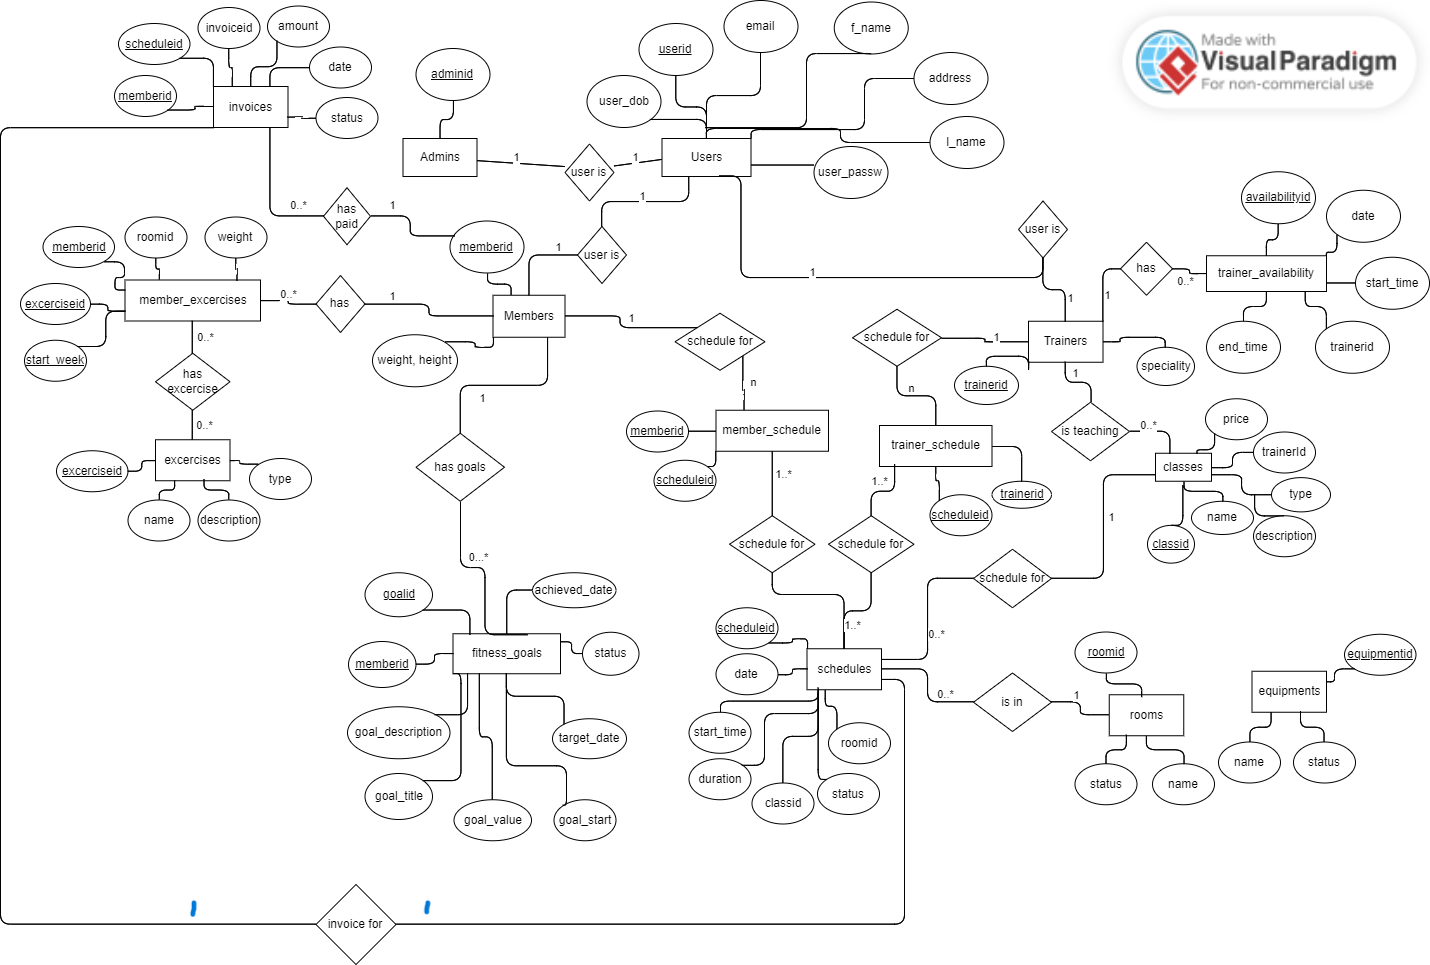 Made with
Visual Paradigm
For non-commercial use
scheduleid
invoiceid
amount
memberid
date
invoices
status
adminid
Admins
1
user is
1
userid
email
f_name
user_dob
address
Users
l_name
user_passw
0..*
has
paid
1
memberid
1
user is
1
user is
1
1
memberid
roomid
weight
excerciseid
member_excercises
start_week
0..*
has
1
Members
weight, height
0..*
has
excercise
0..*
excerciseid
excercises
type
name
description
1
schedule for
n
1
memberid
member_schedule
scheduleid
1..*
schedule for
schedule for
1
Trainers
trainerid
speciality
n
trainer_schedule
trainerid
scheduleid
1..*
schedule for
1
has
0..*
availabilityid
date
trainer_availability
start_time
end_time
trainerid
1
is teaching
0..*
price
classes
trainerId
type
name
description
classid
1
schedule for
0..*
1
has goals
0...*
goalid
achieved_date
memberid
fitness_goals
status
goal_description
target_date
goal_title
goal_value
goal_start
1..*
scheduleid
date
schedules
start_time
roomid
duration
classid
status
0..*
is in
1
roomid
rooms
status
name
equipmentid
equipments
name
status
invoice for